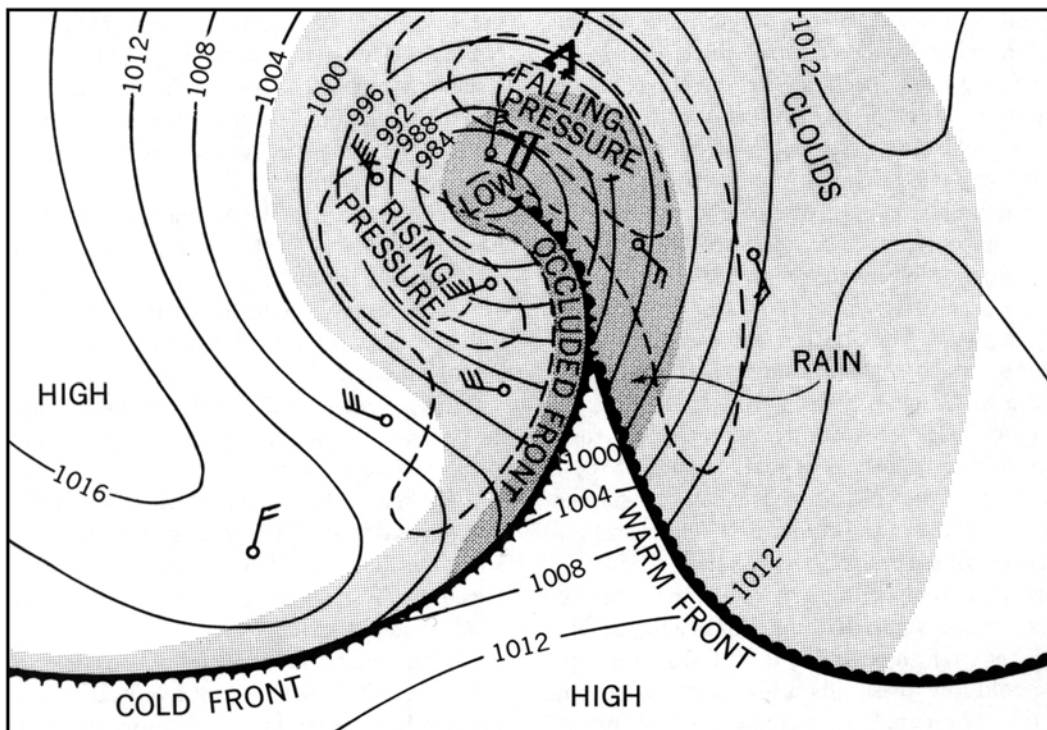 1012
1008
1004
1000
996
992
988
984
1012
FALLING
PRESSURE
CLOUDS
LOW
RISING
PRESSURE
OCCLUDED FRONT
RAIN
HIGH
1016
1000
1004
1008
1012
WARM FRONT
1012
COLD FRONT
HIGH